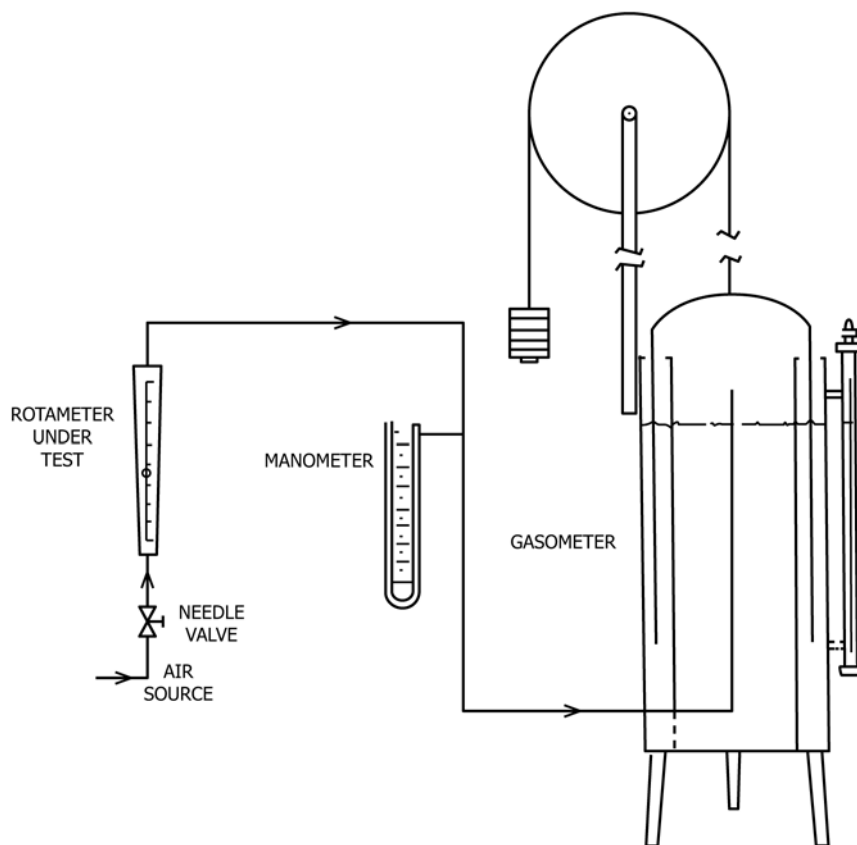 ROTAMETER
UNDER
TEST
MANOMETER
GASOMETER
NEEDLE
VALVE
AIR
SOURCE